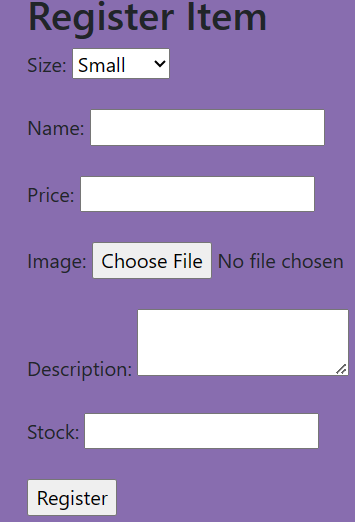 Register Item
Size: Small
Name:
Price:
Image: Choose File No file chosen
Description:
Stock:
Register